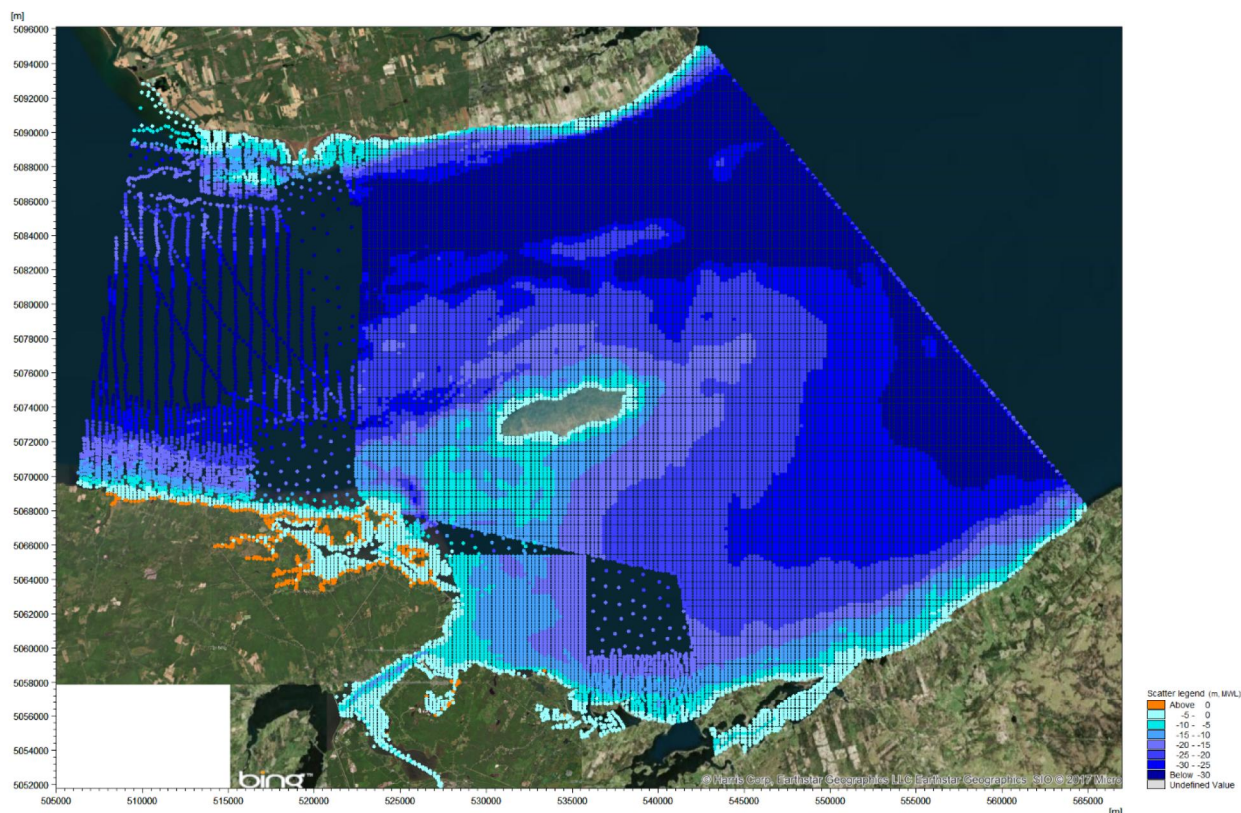 [m]
5096000
5094000
5092000
5090000
5088000
5086000
5084000
5082000
5080000
5078000
5076000
5074000
5072000
5070000
5068000
5066000
5064000
5062000
5060000
5058000
5056000
5054000
5052000
bing™
© Harris Corp, Earthstar Geographics LLC Earthstar Geographics SIO © 2017 Micro
505000 510000 515000 520000 525000 530000 535000 540000 545000 550000 555000 560000 565000
[m]
Scatter legend (m, MWL)
Above 0
-5 - 0
-10 - -5
-15 - -10
-20 - -15
-25 - -20
-30 - -25
Below -30
Undefined Value